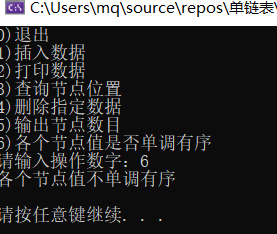 C:\Users\mq\source\repos\单链表\
0)退出
1)插入数据
2)打印数据
3)查询节点位置
4)删除指定数据
5)输出节点数目
6)各个节点值是否单调有序
请输入操作数字：6
各个节点值不单调有序
请按任意键继续. . .